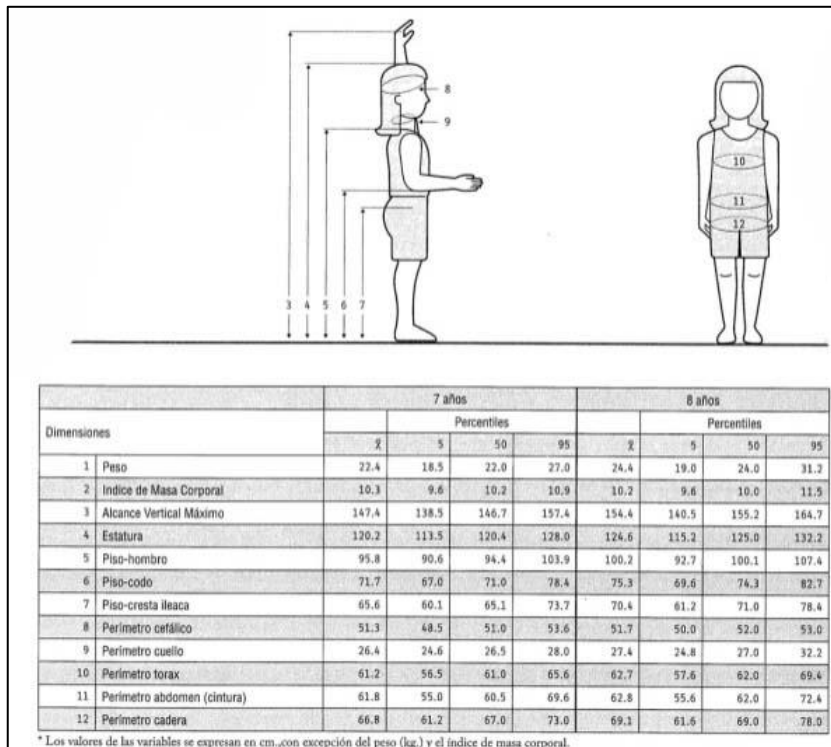 8
9
10
11
12
3 4 5 6 7
Dimensiones 7 años 8 años
Percentiles Percentiles
x̄ 5 50 95 x̄ 5 50 95
1 Peso 22.4 18.5 22.0 27.0 24.4 19.0 24.0 31.2
2 Indice de Masa Corporal 10.3 9.6 10.2 10.9 10.2 9.6 10.0 11.5
3 Alcance Vertical Máximo 147.4 138.5 146.7 157.4 154.4 140.5 155.2 164.7
4 Estatura 120.2 113.5 120.4 128.0 124.6 115.2 125.0 132.2
5 Piso-hombro 95.8 90.6 94.4 103.9 100.2 92.7 100.1 107.4
6 Piso-codo 71.7 67.0 71.0 78.4 75.3 69.6 74.3 82.7
7 Piso-cresta ileaca 65.6 60.1 65.1 73.7 70.4 61.2 71.0 78.4
8 Perímetro cefálico 51.3 48.5 51.0 53.6 51.7 50.0 52.0 53.0
9 Perímetro cuello 26.4 24.6 26.5 28.0 27.4 24.8 27.0 32.2
10 Perímetro torax 61.2 56.5 61.0 65.6 62.7 57.6 62.0 69.4
11 Perímetro abdomen (cintura) 61.8 55.0 60.5 69.6 62.8 55.6 62.0 72.4
12 Perímetro cadera 66.8 61.2 67.0 73.0 69.1 61.6 69.0 78.0
* Los valores de las variables se expresan en cm.,con excepción del peso (kg.) y el índice de masa corporal.